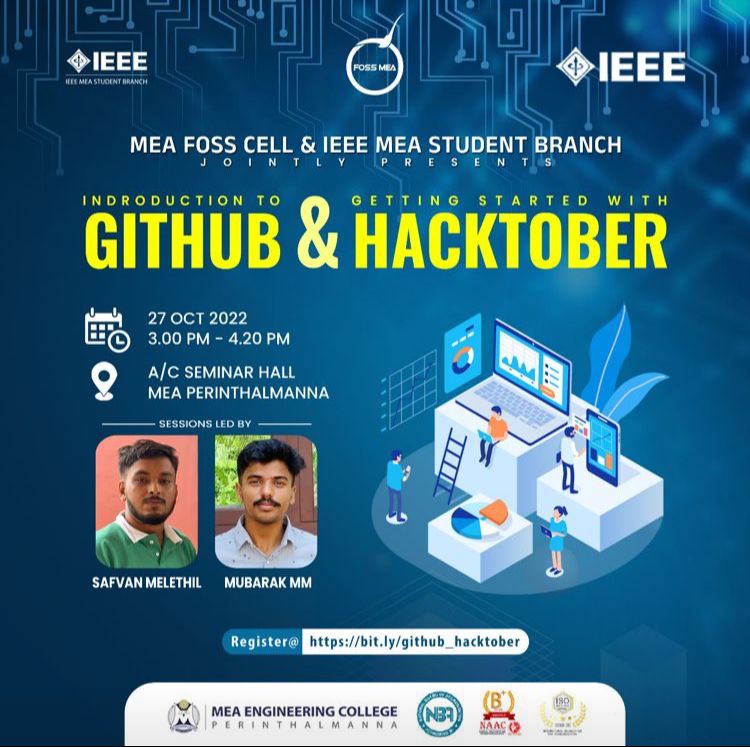 IEEE
IEEE MEA STUDENT BRANCH
FOSS MEA
IEEE
MEA FOSS CELL & IEEE MEA STUDENT BRANCH
JOINTLY PRESENTS
INDRODUCTION TO GETTING STARTED WITH
GITHUB & HACKTOBER
27 OCT 2022
3.00 PM - 4.20 PM
A/C SEMINAR HALL
MEA PERINTHALMANNA
SESSIONS LED BY
SAFVAN MELETHIL MUBARAK MM
Register@ https://bit.ly/github_hacktober
MEA ENGINEERING COLLEGE
PERINTHALMANNA
NBA
B+
NAAC
ISO